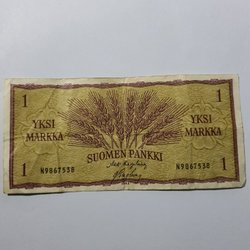 1 1
YKSI MARKKA YKSI MARKKA
SUOMEN PANKKI
N9867538 N9867538
1 1